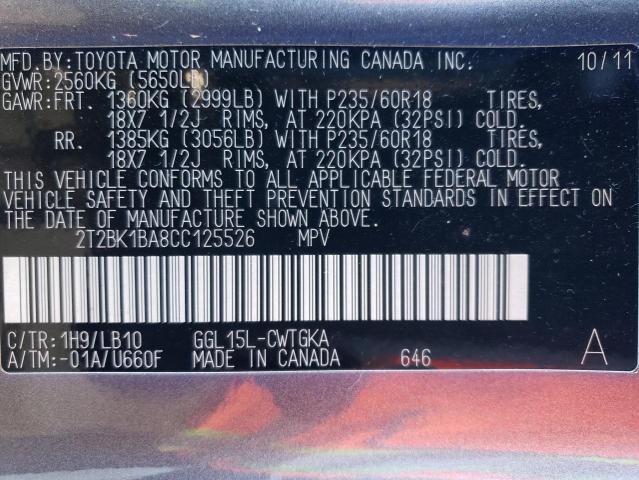 MFD.BY:TOYOTA MOTOR MANUFACTURING CANADA INC. 10/11
GVWR:2560KG (5650LB)
GAWR:FRT. 1360KG (2999LB) WITH P235/60R18 TIRES,
18X7 1/2J RIMS, AT 220KPA (32PSI) COLD.
RR. 1385KG (3056LB) WITH P235/60R18 TIRES,
18X7 1/2J RIMS, AT 220KPA (32PSI) COLD.
THIS VEHICLE CONFORMS TO ALL APPLICABLE FEDERAL MOTOR
VEHICLE SAFETY AND THEFT PREVENTION STANDARDS IN EFFECT ON
THE DATE OF MANUFACTURE SHOWN ABOVE.
2T2BK1BA8CC125526 MPV
C/TR:1H9/LB10 GGL15L-CWTGKA
A/TM:-01A/U660F MADE IN CANADA 646 A